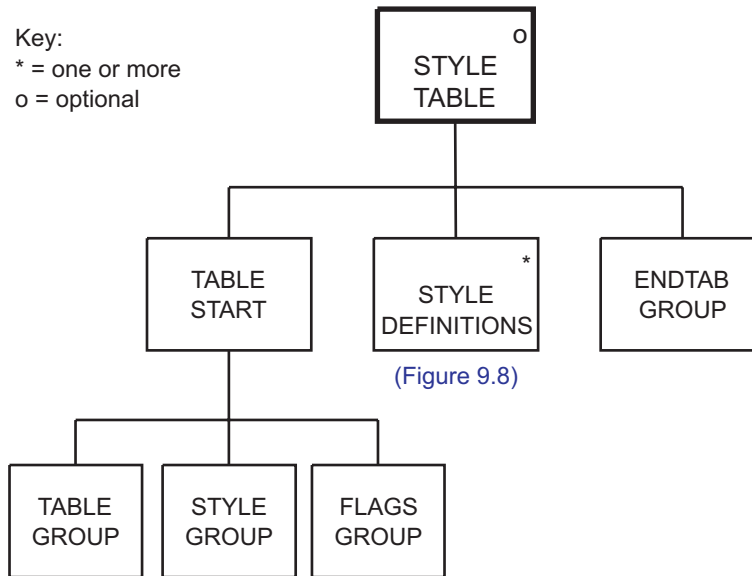 Key:
* = one or more
o = optional
o
STYLE
TABLE
TABLE
START
*
STYLE
DEFINITIONS
ENDTAB
GROUP
(Figure 9.8)
TABLE
GROUP
STYLE
GROUP
FLAGS
GROUP